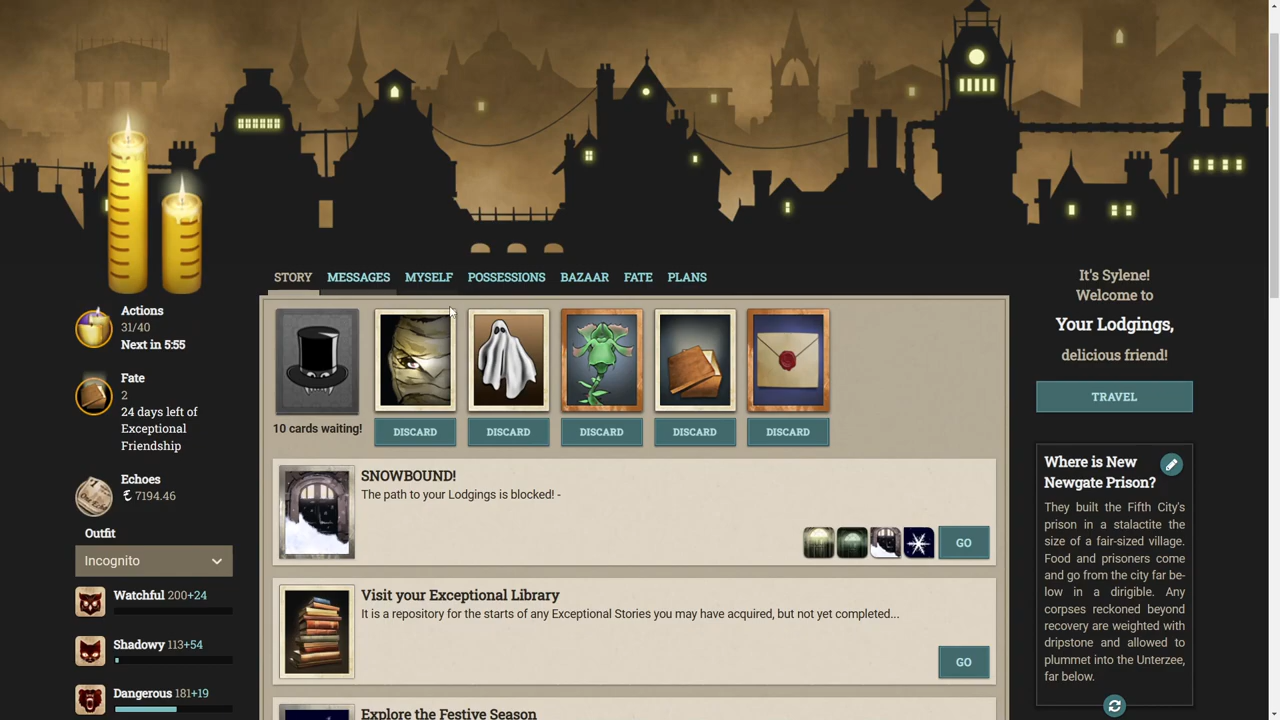 STORY MESSAGES MYSELF POSSESSIONS BAZAAR FATE PLANS
Actions
31/40
Next in 5:55
Fate
2
24 days left of
Exceptional
Friendship
Echoes
7194.46
Outfit
Incognito
Watchful 200+24
Shadowy 113+54
Dangerous 181+19
10 cards waiting!
DISCARD DISCARD DISCARD DISCARD DISCARD
SNOWBOUND!
The path to your Lodgings is blocked! -
GO
Visit your Exceptional Library
It is a repository for the starts of any Exceptional Stories you may have acquired, but not yet completed...
GO
Explore the Festive Season
It's Sylene!
Welcome to
Your Lodgings,
delicious friend!
TRAVEL
Where is New
Newgate Prison?
They built the Fifth City's
prison in a stalactite the
size of a fair-sized village.
Food and prisoners come
and go from the city far be-
low in a dirigible. Any
corpses reckoned beyond
recovery are weighted with
dripstone and allowed to
plummet into the Unterzee,
far below.